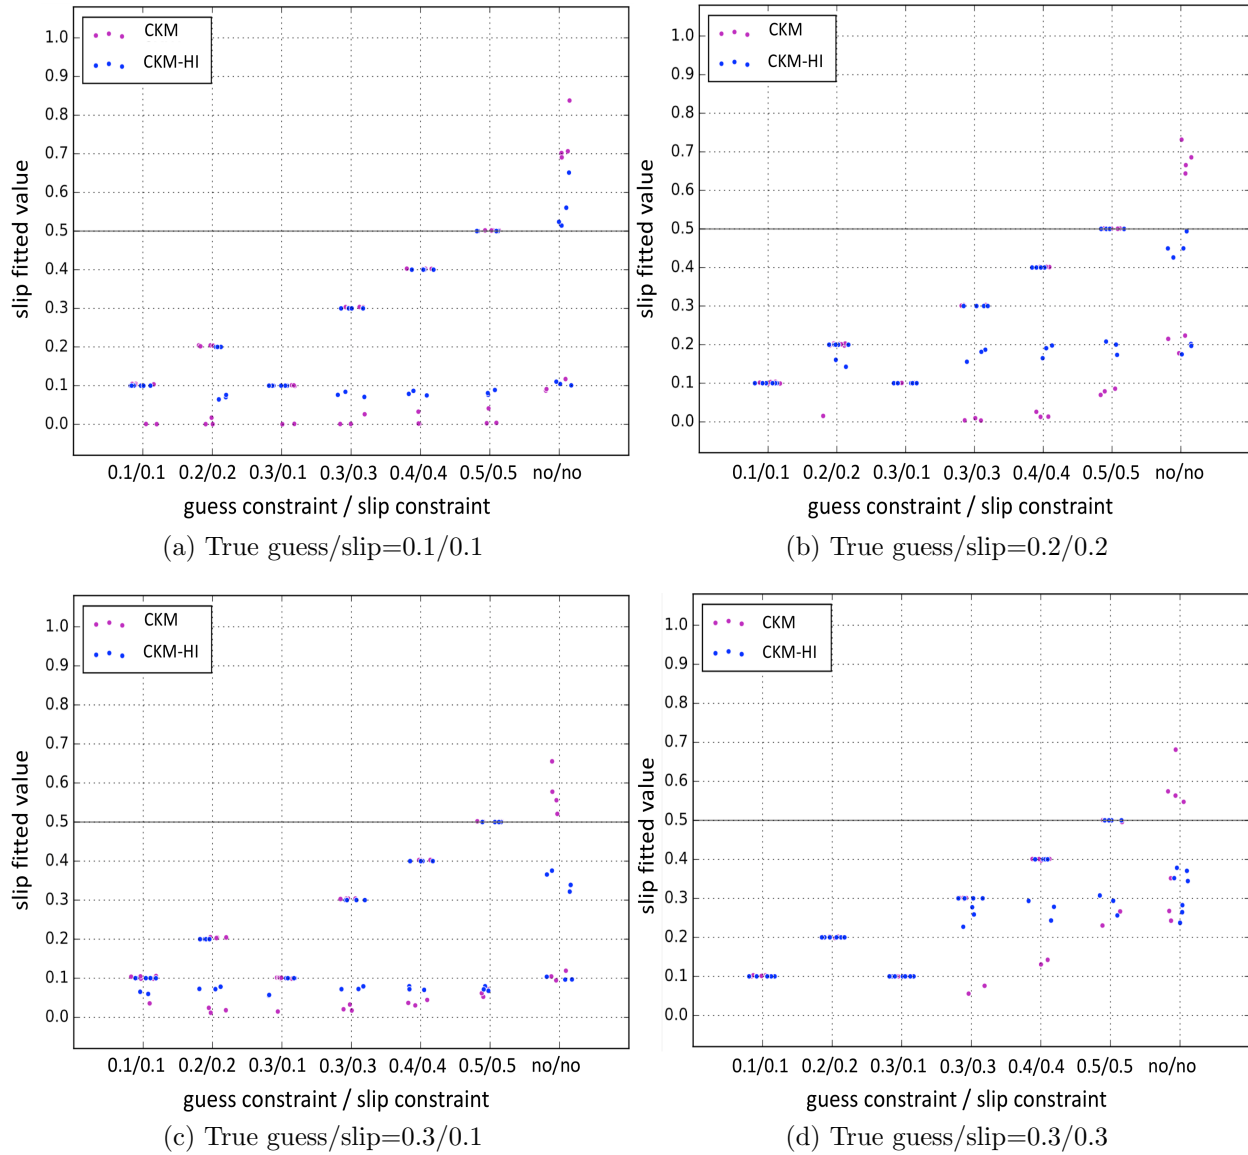 CKM
CKM-HI
1.0
0.9
0.8
0.7
0.6
0.5
0.4
0.3
0.2
0.1
0.0
slip fitted value
0.1/0.1 0.2/0.2 0.3/0.1 0.3/0.3 0.4/0.4 0.5/0.5 no/no
guess constraint / slip constraint
(a) True guess/slip=0.1/0.1
CKM
CKM-HI
1.0
0.9
0.8
0.7
0.6
0.5
0.4
0.3
0.2
0.1
0.0
slip fitted value
0.1/0.1 0.2/0.2 0.3/0.1 0.3/0.3 0.4/0.4 0.5/0.5 no/no
guess constraint / slip constraint
(b) True guess/slip=0.2/0.2
CKM
CKM-HI
1.0
0.9
0.8
0.7
0.6
0.5
0.4
0.3
0.2
0.1
0.0
slip fitted value
0.1/0.1 0.2/0.2 0.3/0.1 0.3/0.3 0.4/0.4 0.5/0.5 no/no
guess constraint / slip constraint
(c) True guess/slip=0.3/0.1
CKM
CKM-HI
1.0
0.9
0.8
0.7
0.6
0.5
0.4
0.3
0.2
0.1
0.0
slip fitted value
0.1/0.1 0.2/0.2 0.3/0.1 0.3/0.3 0.4/0.4 0.5/0.5 no/no
guess constraint / slip constraint
(d) True guess/slip=0.3/0.3